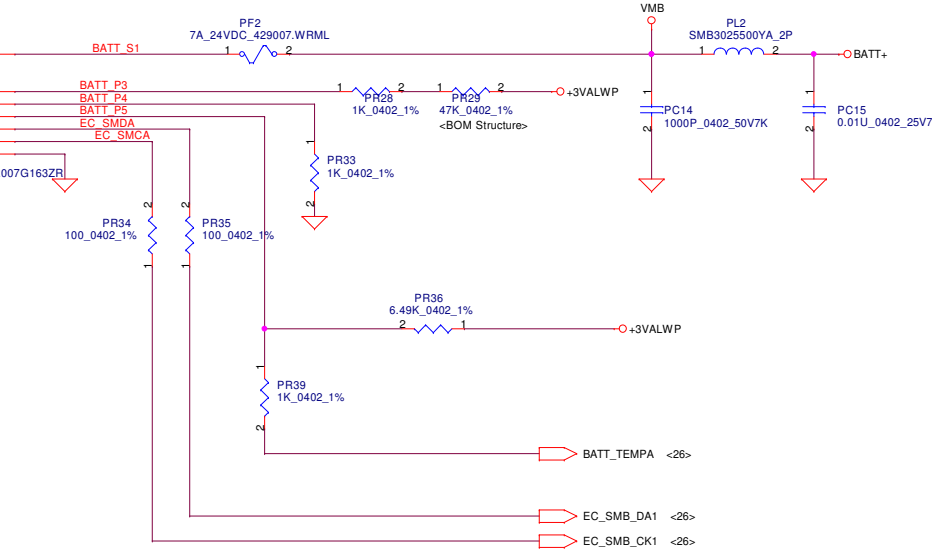 VMB
PF2
7A_24VDC_429007.WRML
PL2
SMB3025500YA_2P
BATT_S1
1
2
1
2
BATT+
BATT_P3
1
2
1
2
+3VALWP
BATT_P4
PR28
1K_0402_1%
PR29
47K_0402_1%
<BOM Structure>
BATT_P5
EC_SMDA
EC_SMCA
1
2
PC14
1000P_0402_50V7K
1
2
PC15
0.01U_0402_25V7
007G163ZR
1
PR33
1K_0402_1%
2
2
PR34
100_0402_1%
1
2
PR35
100_0402_1%
1
PR36
6.49K_0402_1%
2
1
+3VALWP
1
PR39
1K_0402_1%
2
BATT_TEMPA <26>
EC_SMB_DA1 <26>
EC_SMB_CK1 <26>